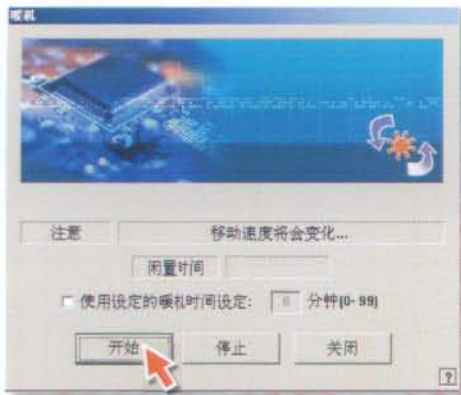 暖机
注意 移动速度将会变化...
闲置时间
使用设定的暖机时间设定: 0 分钟(0-99)
开始 停止 关闭
?